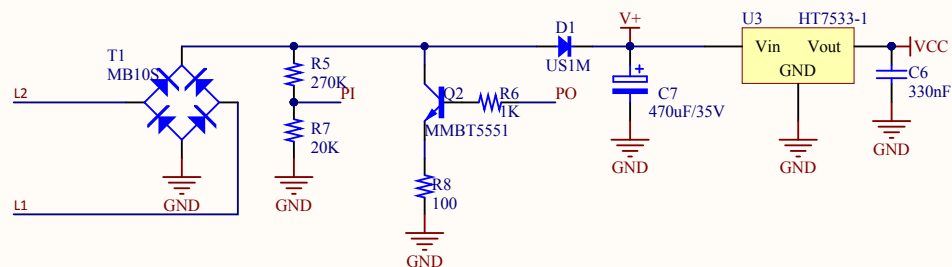 T1
MB10S
L2
L1
GND
R5
270K
PI
R7
20K
GND
Q2
MMBT5551
R6
1K
PO
R8
100
GND
D1
US1M
V+
C7
470uF/35V
GND
U3
HT7533-1
Vin
Vout
GND
GND
VCC
C6
330nF
GND